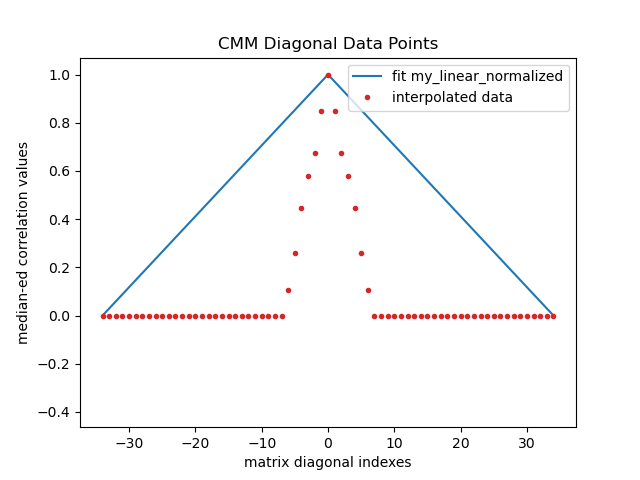 CMM Diagonal Data Points
fit my_linear_normalized
interpolated data
median-ed correlation values
1.0
0.8
0.6
0.4
0.2
0.0
−0.2
−0.4
−30 −20 −10 0 10 20 30
matrix diagonal indexes